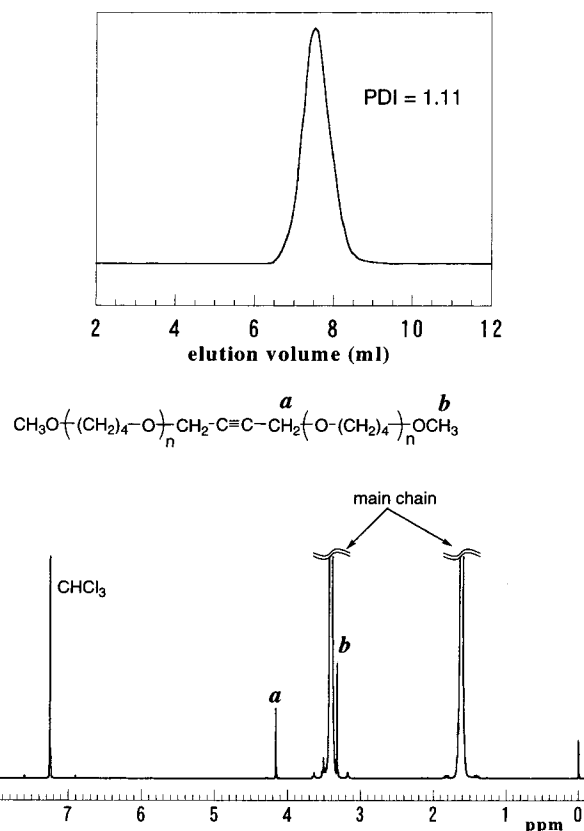 PDI = 1.11
2 4 6 8 10 12
elution volume (ml)
a b
CH₃O-((CH₂)₄-O)ₙ-CH₂-C≡C-CH₂-(O-(CH₂)₄)ₙ-OCH₃
main chain
CHCl₃
b
a
7 6 5 4 3 2 1 0
ppm